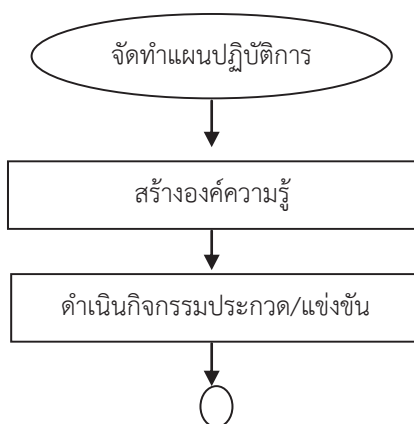 จัดทำแผนปฏิบัติการ
สร้างองค์ความรู้
ดำเนินกิจกรรมประกวด/แข่งขัน